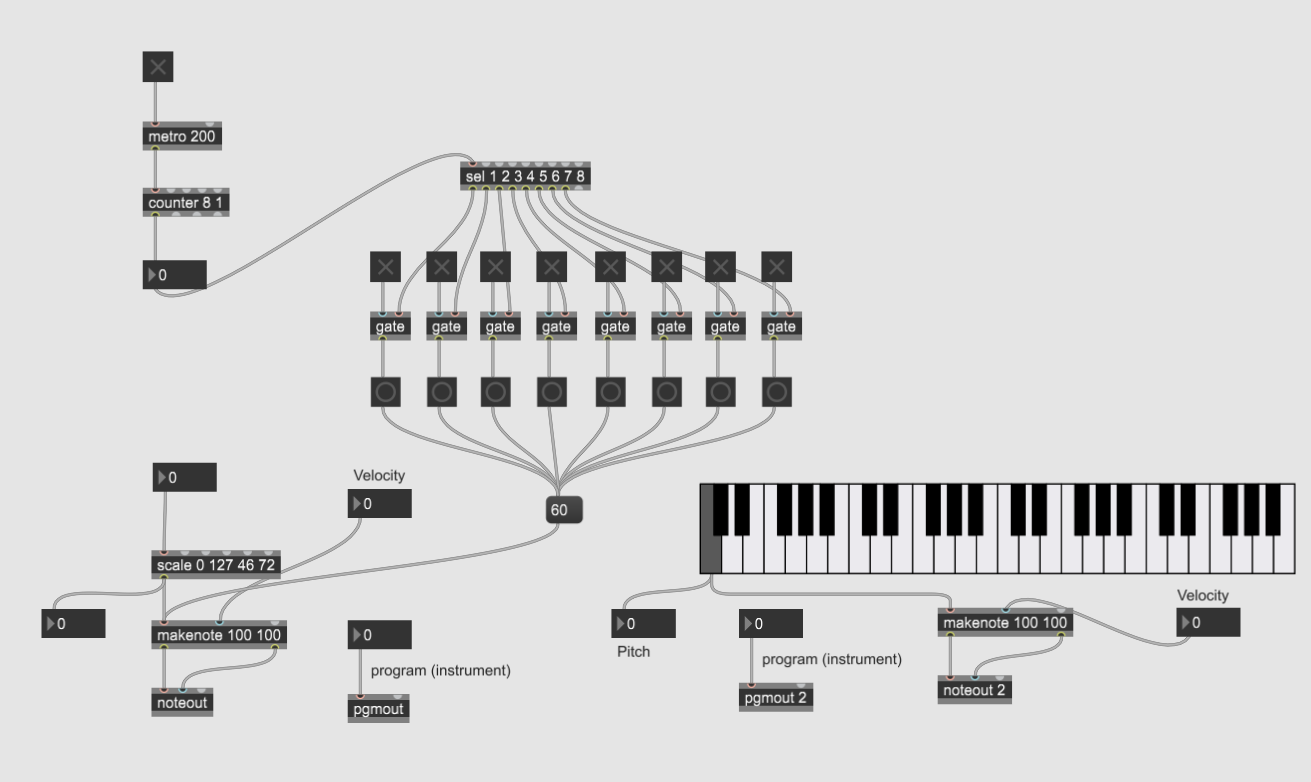 metro 200
sel 1 2 3 4 5 6 7 8
counter 8 1
0
gate gate gate gate gate gate gate gate
0
Velocity
0
60
scale 0 127 46 72
0
makenote 100 100
0
program (instrument)
noteout
pgmout
0
Pitch
0
program (instrument)
pgmout 2
makenote 100 100
Velocity
0
noteout 2